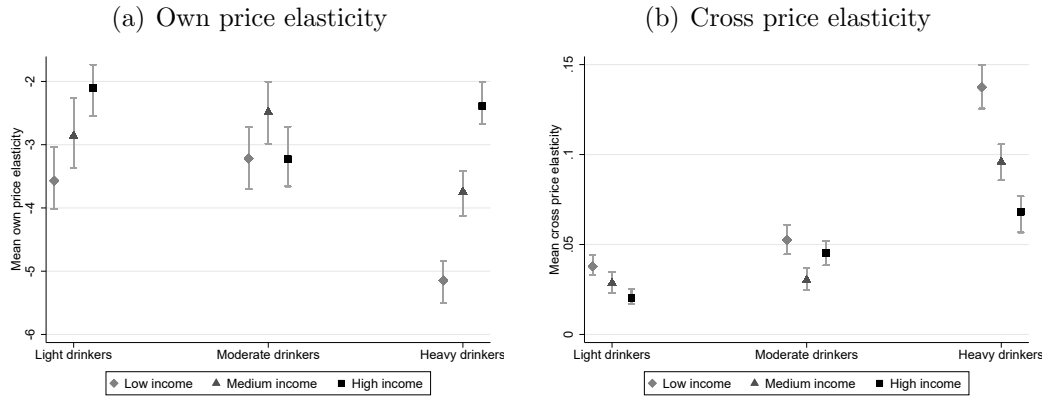 (a) Own price elasticity
Mean own price elasticity
-2
-3
-4
-5
-6
Light drinkers
Moderate drinkers
Heavy drinkers
Low income
Medium income
High income
(b) Cross price elasticity
Mean cross price elasticity
.15
.1
.05
0
Light drinkers
Moderate drinkers
Heavy drinkers
Low income
Medium income
High income